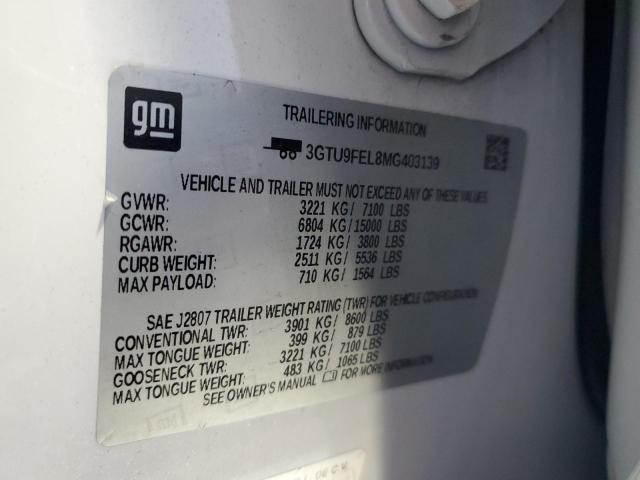 gm
TRAILERING INFORMATION
3GTU9FEL8MG403139
VEHICLE AND TRAILER MUST NOT EXCEED ANY OF THESE VALUES
GVWR: 3221 KG/ 7100 LBS
GCWR: 6804 KG/15000 LBS
RGAWR: 1724 KG/ 3800 LBS
CURB WEIGHT: 2511 KG/ 5536 LBS
MAX PAYLOAD: 710 KG/ 1564 LBS
SAE J2807 TRAILER WEIGHT RATING (TWR) FOR VEHICLE CONFIGURATION
CONVENTIONAL TWR: 3901 KG/ 8600 LBS
MAX TONGUE WEIGHT: 399 KG/ 879 LBS
GOOSENECK TWR: 3221 KG/ 7100 LBS
MAX TONGUE WEIGHT: 483 KG/ 1065 LBS
SEE OWNER'S MANUAL FOR MORE INFORMATION